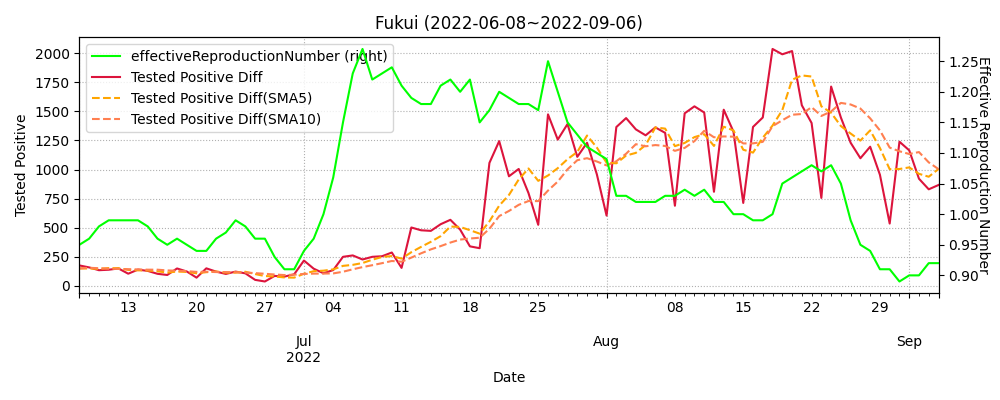 Fukui (2022-06-08~2022-09-06)
effectiveReproductionNumber (right)
Tested Positive Diff
Tested Positive Diff(SMA5)
Tested Positive Diff(SMA10)
Tested Positive
2000
1750
1500
1250
1000
750
500
250
0
1.25
1.20
1.15
1.10
1.05
1.00
0.95
0.90
Effective Reproduction Number
13 20 27 04 11 18 25 08 15 22 29
Jul Aug Sep
2022
Date